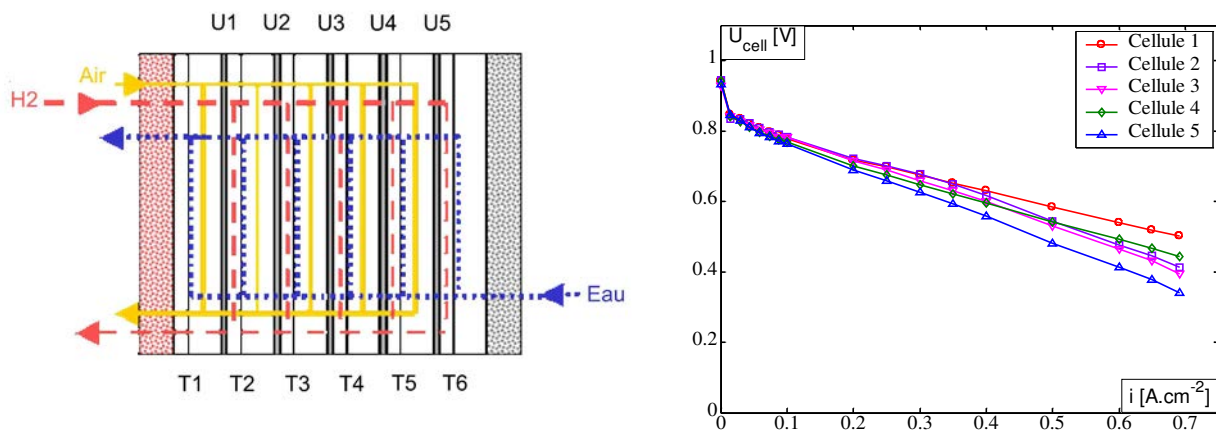 U1 U2 U3 U4 U5
Air
H2
Eau
T1 T2 T3 T4 T5 T6
U_cell [V]
Cellule 1
Cellule 2
Cellule 3
Cellule 4
Cellule 5
1
0.8
0.6
0.4
0.2
0
i [A.cm^-2]
0 0.1 0.2 0.3 0.4 0.5 0.6 0.7